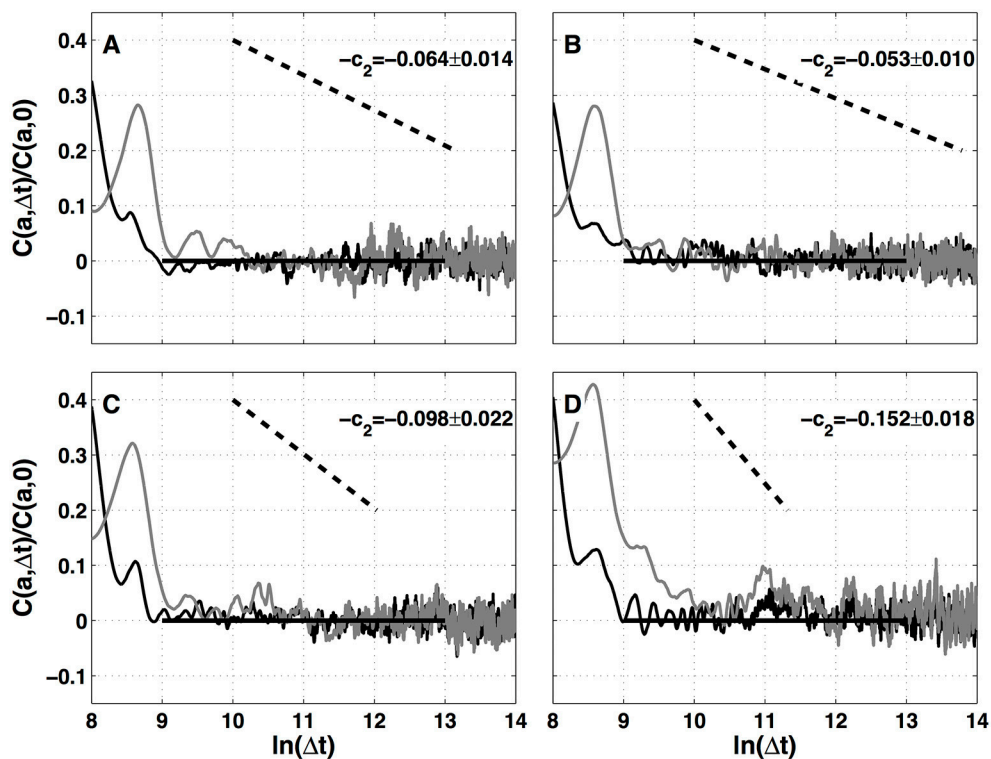 A
B
−c₂=−0.064±0.014
−c₂=−0.053±0.010
0.4
0.3
0.2
0.1
0
−0.1
C(a,Δt)/C(a,0)
C
D
−c₂=−0.098±0.022
−c₂=−0.152±0.018
0.4
0.3
0.2
0.1
0
−0.1
C(a,Δt)/C(a,0)
8 9 10 11 12 13 14
8 9 10 11 12 13 14
ln(Δt)
ln(Δt)